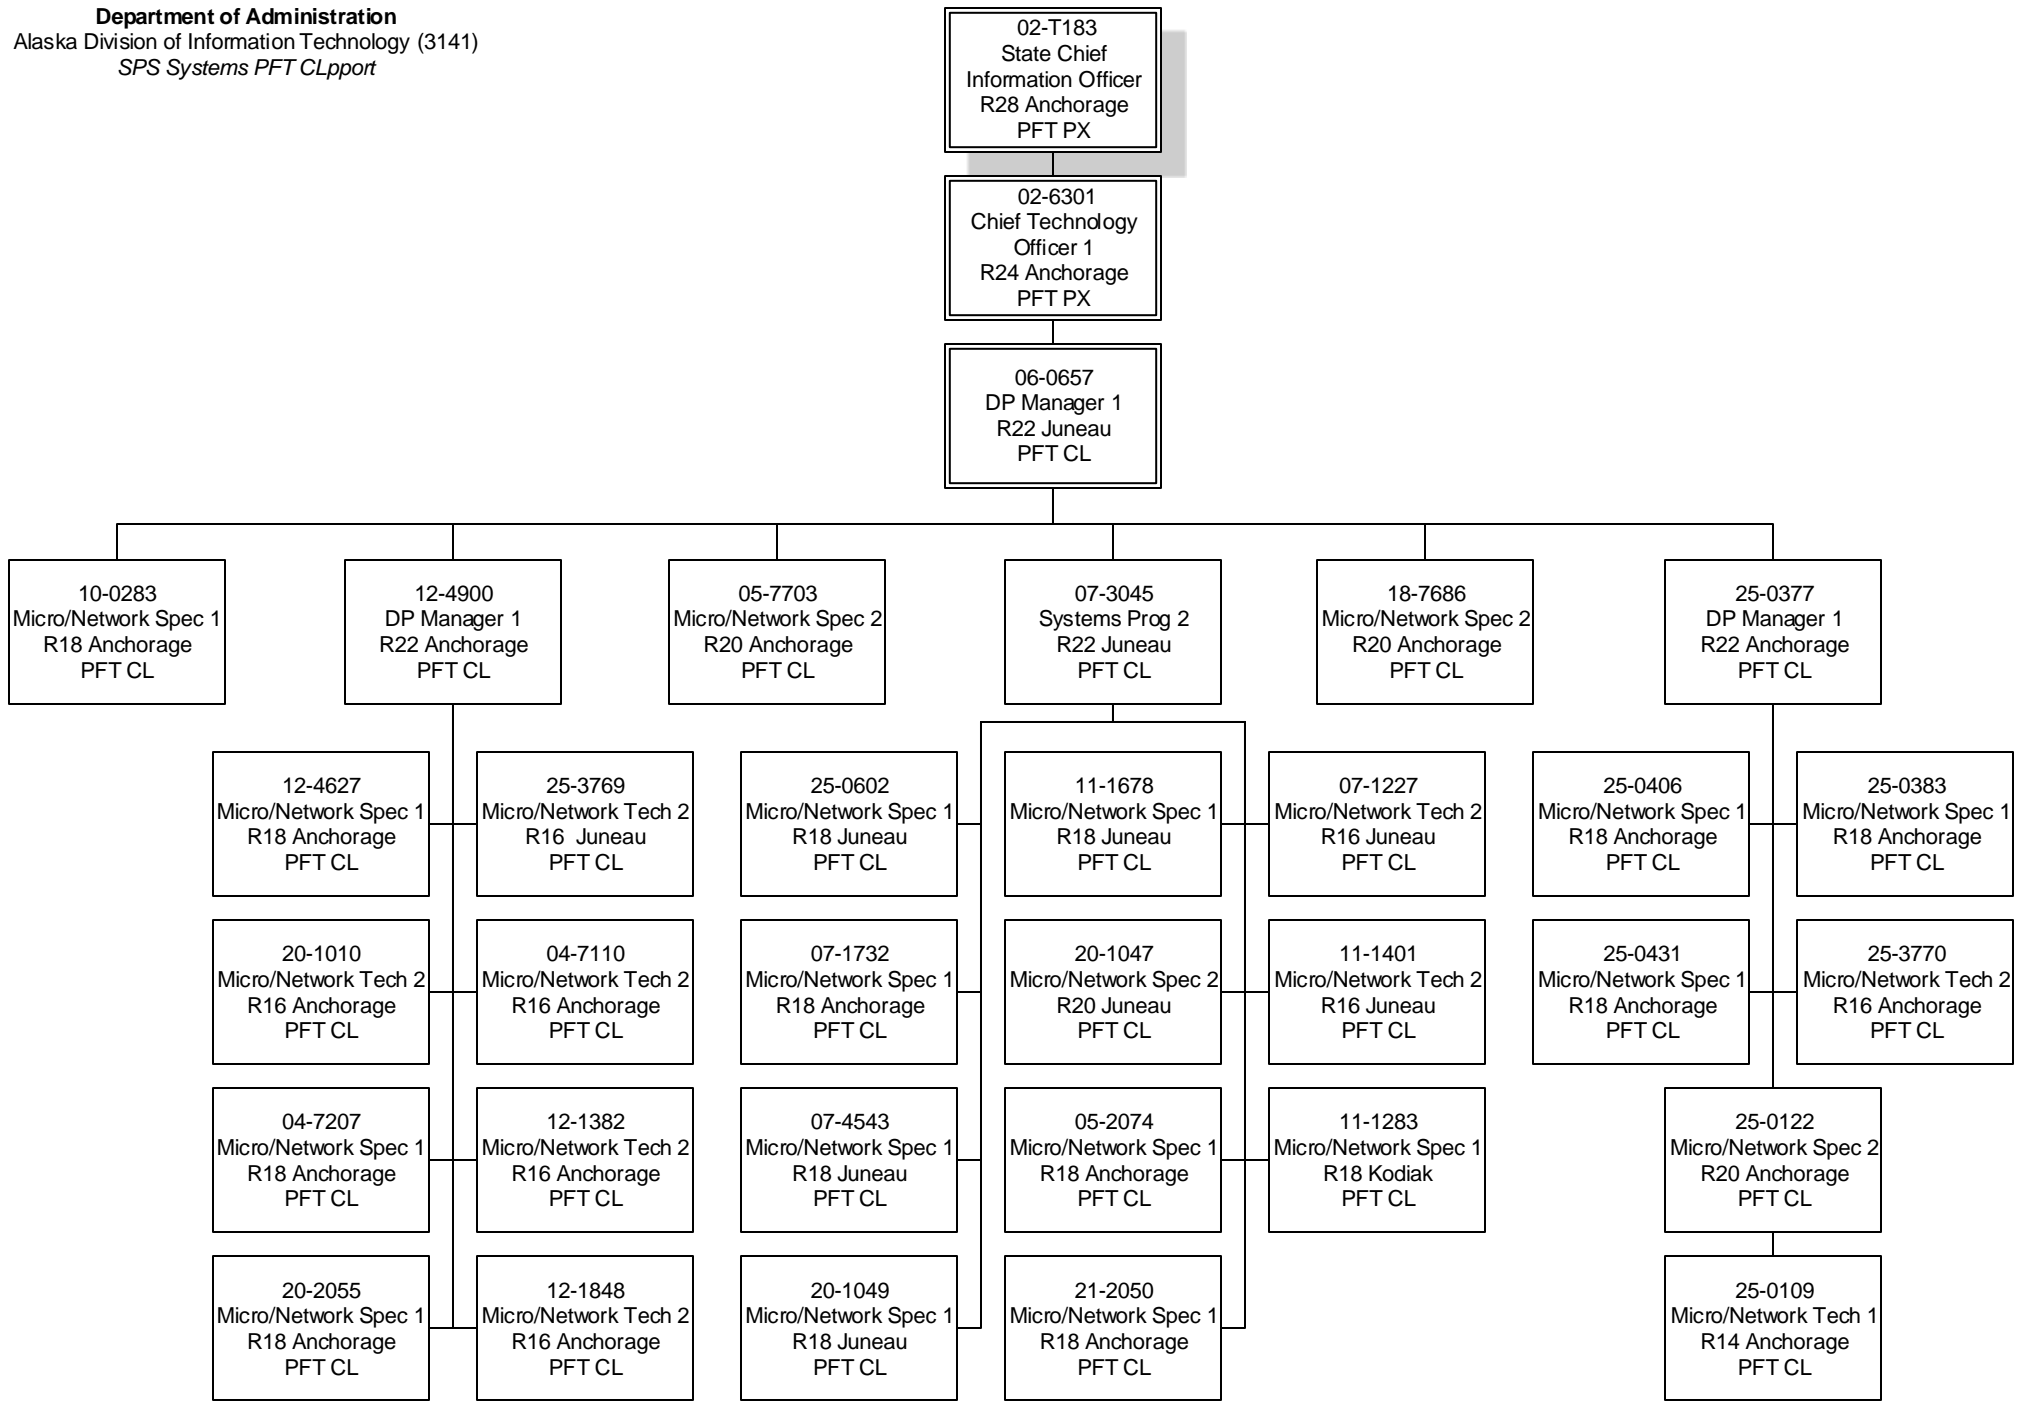 Department of Administration
Alaska Division of Information Technology (3141)
SPS Systems PFT CLpport
02-T183
State Chief
Information Officer
R28 Anchorage
PFT PX
02-6301
Chief Technology
Officer 1
R24 Anchorage
PFT PX
06-0657
DP Manager 1
R22 Juneau
PFT CL
10-0283
Micro/Network Spec 1
R18 Anchorage
PFT CL
12-4900
DP Manager 1
R22 Anchorage
PFT CL
05-7703
Micro/Network Spec 2
R20 Anchorage
PFT CL
07-3045
Systems Prog 2
R22 Juneau
PFT CL
18-7686
Micro/Network Spec 2
R20 Anchorage
PFT CL
25-0377
DP Manager 1
R22 Anchorage
PFT CL
12-4627
Micro/Network Spec 1
R18 Anchorage
PFT CL
25-3769
Micro/Network Tech 2
R16 Juneau
PFT CL
25-0602
Micro/Network Spec 1
R18 Juneau
PFT CL
11-1678
Micro/Network Spec 1
R18 Juneau
PFT CL
07-1227
Micro/Network Tech 2
R16 Juneau
PFT CL
25-0406
Micro/Network Spec 1
R18 Anchorage
PFT CL
25-0383
Micro/Network Spec 1
R18 Anchorage
PFT CL
20-1010
Micro/Network Tech 2
R16 Anchorage
PFT CL
04-7110
Micro/Network Tech 2
R16 Anchorage
PFT CL
07-1732
Micro/Network Spec 1
R18 Anchorage
PFT CL
20-1047
Micro/Network Spec 2
R20 Juneau
PFT CL
11-1401
Micro/Network Tech 2
R16 Juneau
PFT CL
25-0431
Micro/Network Spec 1
R18 Anchorage
PFT CL
25-3770
Micro/Network Tech 2
R16 Anchorage
PFT CL
04-7207
Micro/Network Spec 1
R18 Anchorage
PFT CL
12-1382
Micro/Network Tech 2
R16 Anchorage
PFT CL
07-4543
Micro/Network Spec 1
R18 Juneau
PFT CL
05-2074
Micro/Network Spec 1
R18 Anchorage
PFT CL
11-1283
Micro/Network Spec 1
R18 Kodiak
PFT CL
25-0122
Micro/Network Spec 2
R20 Anchorage
PFT CL
20-2055
Micro/Network Spec 1
R18 Anchorage
PFT CL
12-1848
Micro/Network Tech 2
R16 Anchorage
PFT CL
20-1049
Micro/Network Spec 1
R18 Juneau
PFT CL
21-2050
Micro/Network Spec 1
R18 Anchorage
PFT CL
25-0109
Micro/Network Tech 1
R14 Anchorage
PFT CL